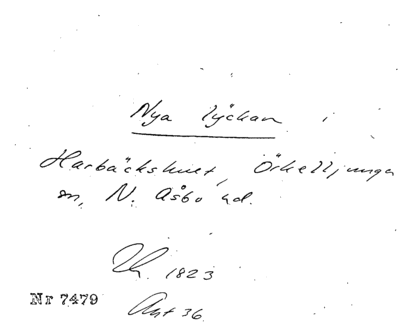 Nya lyckan i
Harbäckshult, Örkelljunga
sn, N. Åsbo hd.
1823
Nr 7479
Akt 36